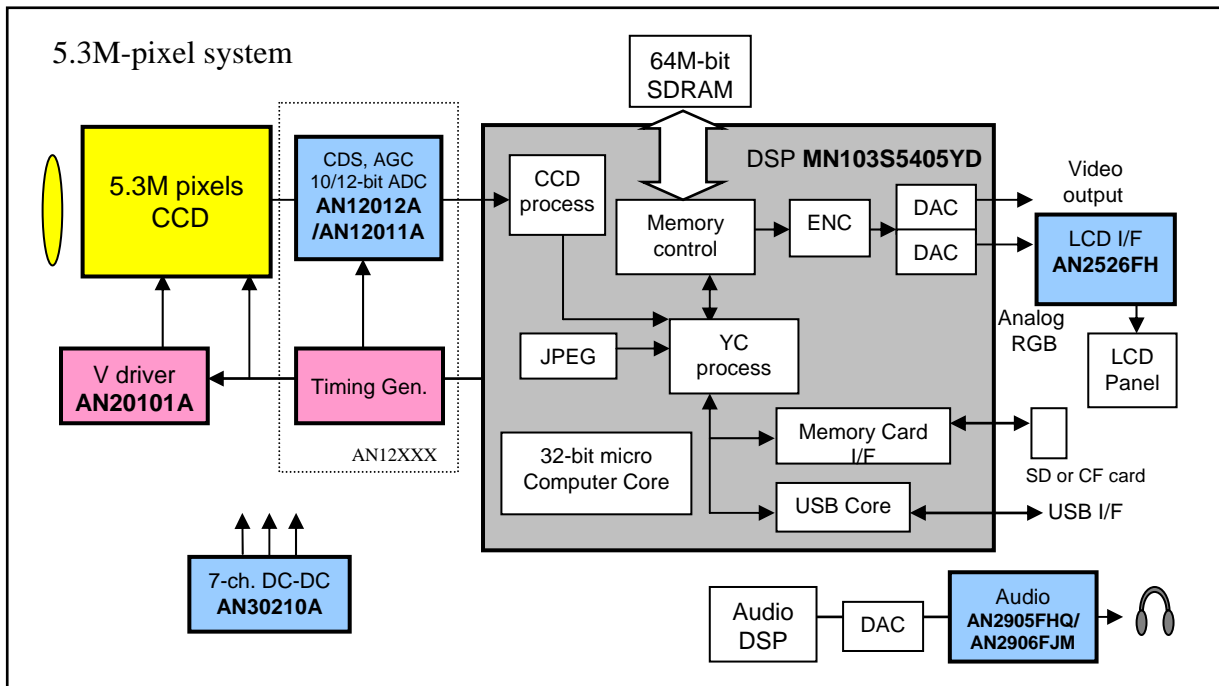 5.3M-pixel system
64M-bit
SDRAM
5.3M pixels
CCD
CDS, AGC
10/12-bit ADC
AN12012A
/AN12011A
DSP MN103S5405YD
CCD
process
Memory
control
ENC
DAC
DAC
Video
output
LCD I/F
AN2526FH
Analog
RGB
LCD
Panel
V driver
AN20101A
Timing Gen.
AN12XXX
JPEG
YC
process
32-bit micro
Computer Core
Memory Card
I/F
SD or CF card
USB Core
USB I/F
7-ch. DC-DC
AN30210A
Audio
DSP
DAC
Audio
AN2905FHQ/
AN2906FJM